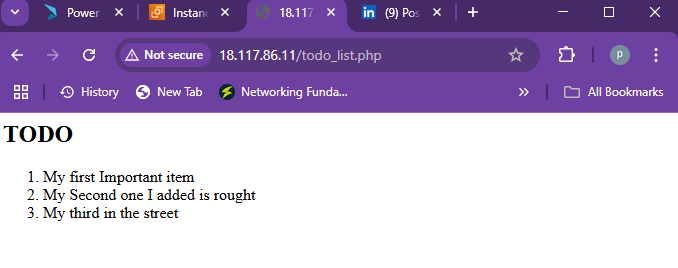 Power
Instanc
18.117
(9) Pos
Not secure
18.117.86.11/todo_list.php
p
History
New Tab
Networking Funda...
»
All Bookmarks
TODO
1. My first Important item
2. My Second one I added is rought
3. My third in the street